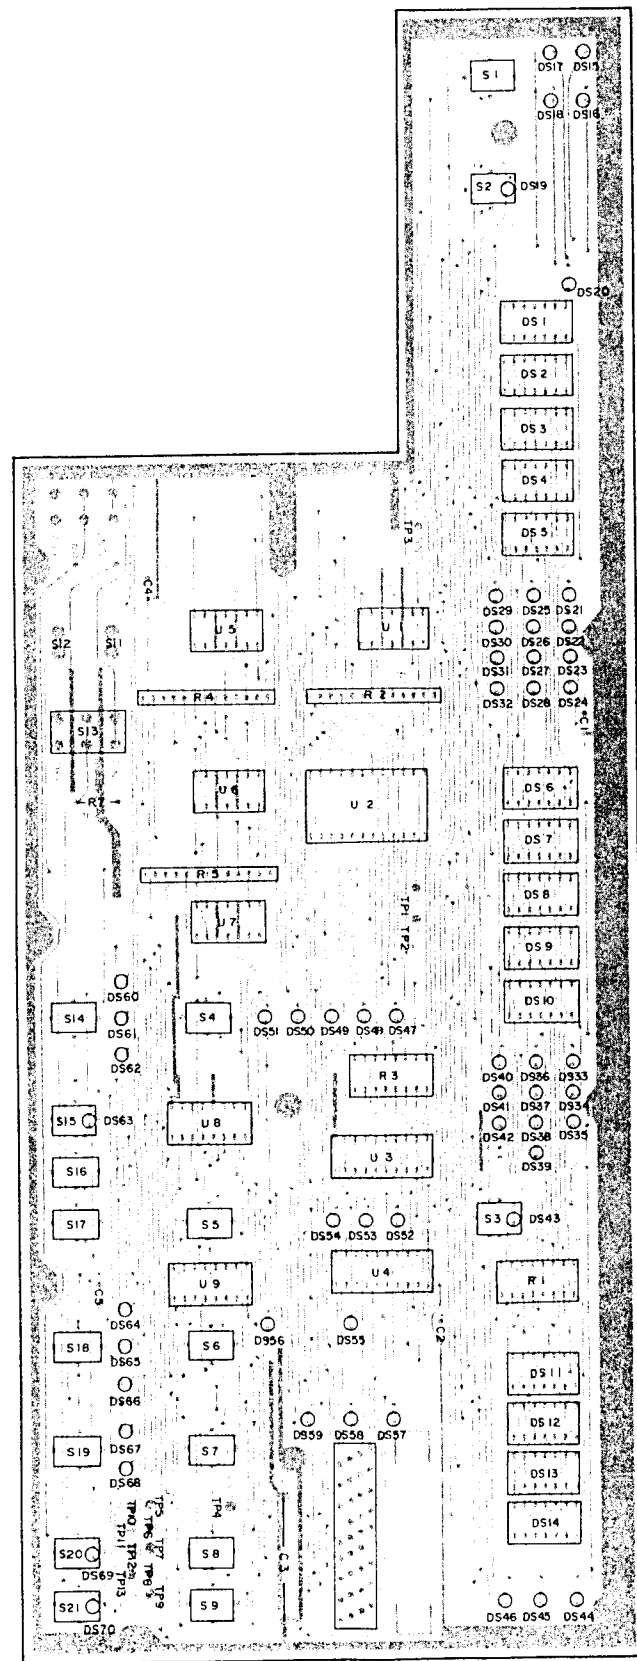 DS17 DS15
S1
DS18 DS16
S2 DS19
DS20
DS1
DS2
DS3
DS4
DS5
TP3
C4
DS29 DS25 DS21
U5 U1
S12 S11
DS30 DS26 DS22
DS31 DS27 DS23
DS32 DS28 DS24
R4 R2
C1
S13
DS6
U6 U2
R7
DS7
R5
DS8
TP1 TP2
U7
DS9
DS10
DS60
S14 DS61 S4 DS51 DS50 DS49 DS48 DS47
DS62
R3
DS40 DS36 DS33
DS41 DS37 DS34
S15 DS63 U8
DS42 DS38 DS35
U3
DS39
S16
S17 S5 DS54 DS53 DS52 S3 DS43
U9 U4 R1
C5
DS64
DS56 DS55 C2
S18 DS65 S6
DS11
DS66
DS12
DS59 DS58 DS57
DS67
S19 S7
DS68
DS13
TP5
TP10 TP6 TP4
DS14
TP11 TP12 TP7
S20 DS69 S8 C3
TP13 TP8 TP9
S21 DS70 S9
DS46 DS45 DS44